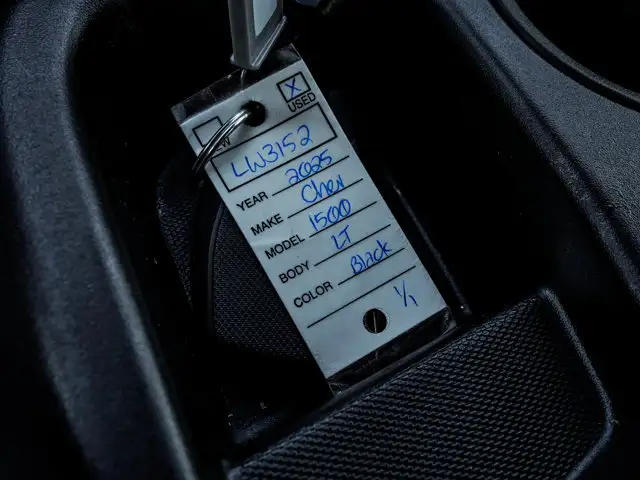 X
USED
LW3152
YEAR 2025
MAKE Chev
MODEL 1500
BODY LT
COLOR Black
1/1